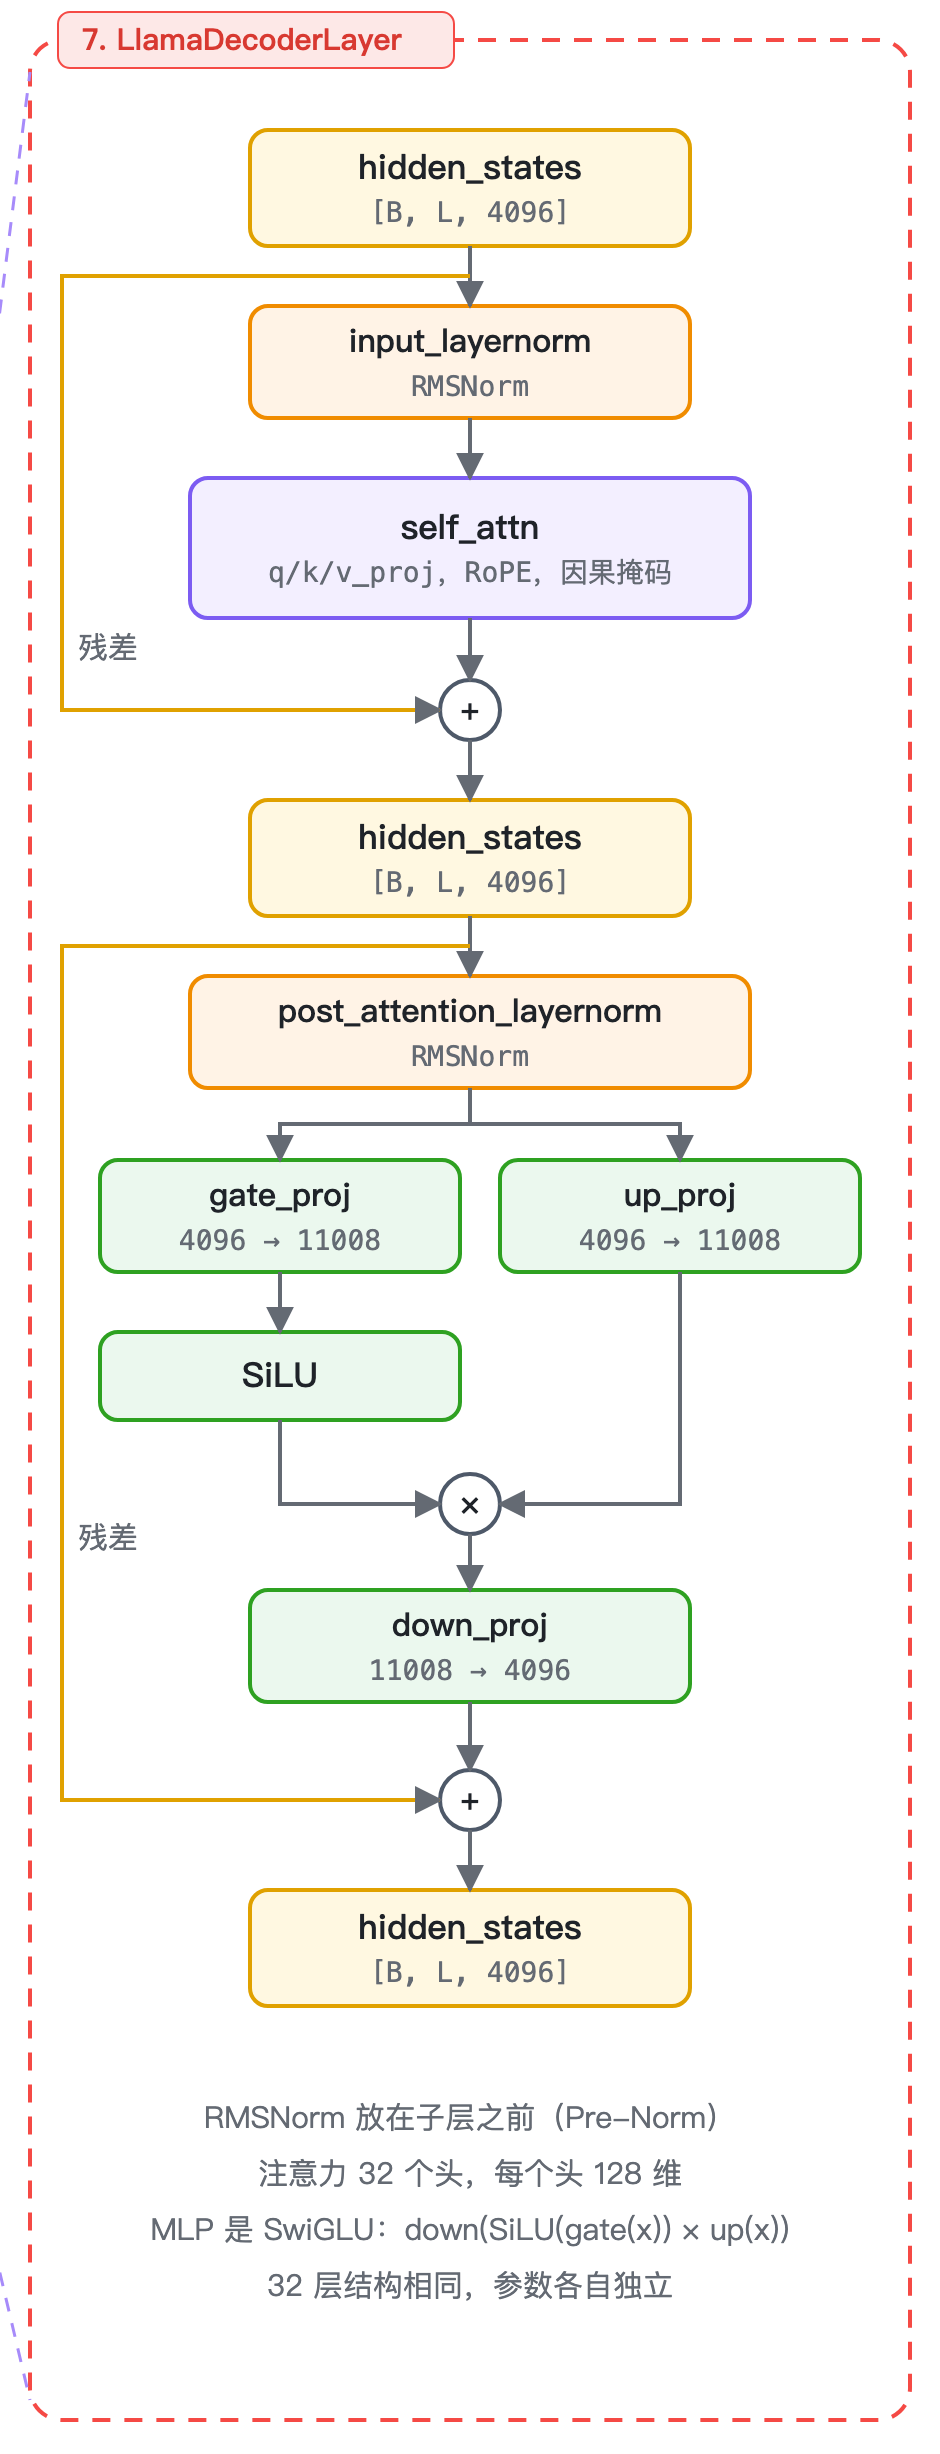 7. LlamaDecoderLayer
hidden_states
[B, L, 4096]
input_layernorm
RMSNorm
self_attn
q/k/v_proj，RoPE，因果掩码
残差
+
hidden_states
[B, L, 4096]
post_attention_layernorm
RMSNorm
gate_proj
4096 → 11008
up_proj
4096 → 11008
SiLU
×
残差
down_proj
11008 → 4096
+
hidden_states
[B, L, 4096]
RMSNorm 放在子层之前（Pre-Norm）
注意力 32 个头，每个头 128 维
MLP 是 SwiGLU：down(SiLU(gate(x)) × up(x))
32 层结构相同，参数各自独立